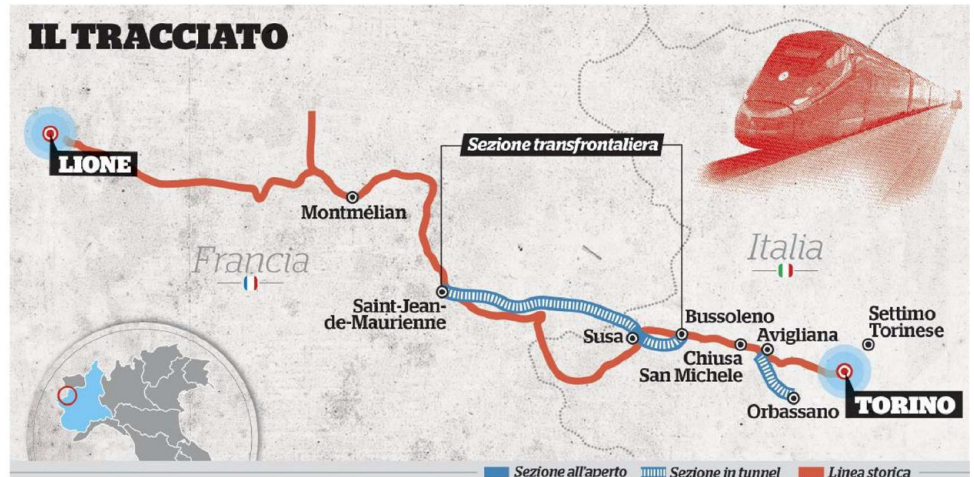 IL TRACCIATO
LIONE
Sezione transfrontaliera
Montmélian
Francia
Italia
Saint-Jean-
de-Maurienne
Susa
Bussoleno
Chiusa
San Michele
Avigliana
Settimo
Torinese
Orbassano
TORINO
Sezione all'aperto
Sezione in tunnel
Linea storica